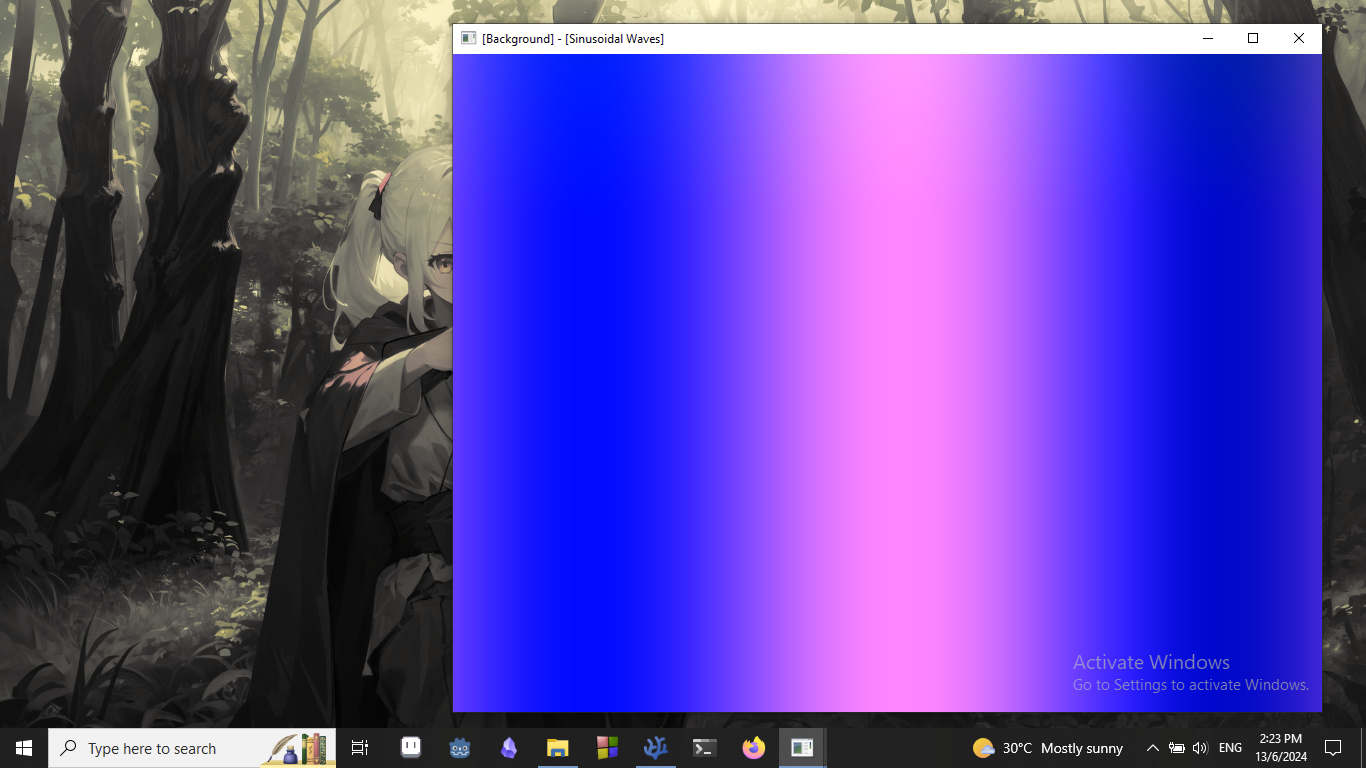 [Background] - [Sinusoidal Waves]
Activate Windows
Go to Settings to activate Windows.
Type here to search
30°C Mostly sunny
ENG
2:23 PM
13/6/2024